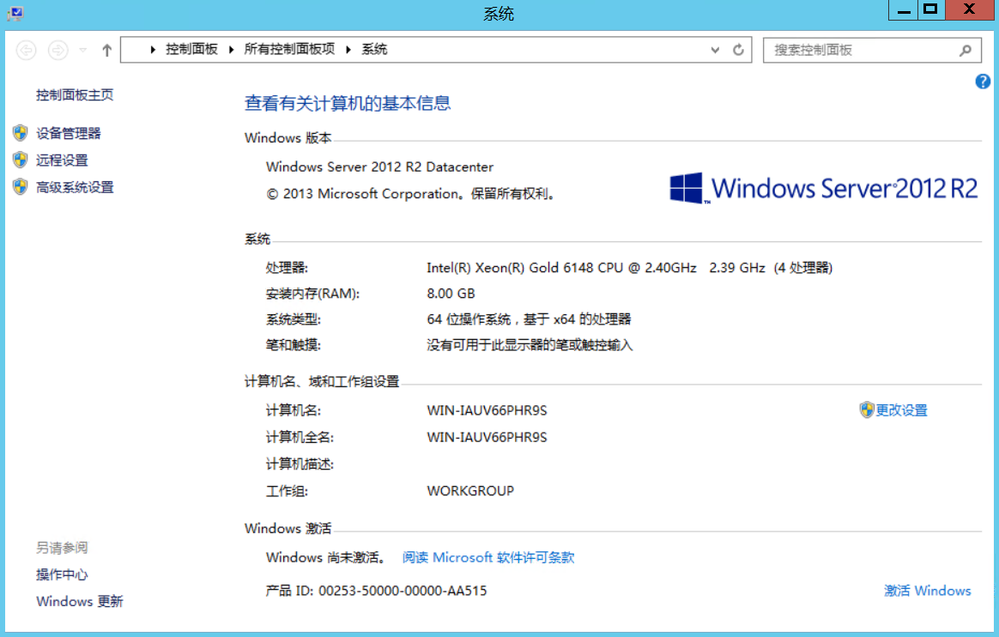 系统
控制面板 所有控制面板项 系统
搜索控制面板
控制面板主页
设备管理器
远程设置
高级系统设置
查看有关计算机的基本信息
Windows 版本
Windows Server 2012 R2 Datacenter
© 2013 Microsoft Corporation。保留所有权利。
Windows Server 2012 R2
系统
处理器: Intel(R) Xeon(R) Gold 6148 CPU @ 2.40GHz 2.39 GHz (4 处理器)
安装内存(RAM): 8.00 GB
系统类型: 64 位操作系统，基于 x64 的处理器
笔和触摸: 没有可用于此显示器的笔或触控输入
计算机名、域和工作组设置
计算机名: WIN-IAUV66PHR9S 更改设置
计算机全名: WIN-IAUV66PHR9S
计算机描述:
工作组: WORKGROUP
Windows 激活
Windows 尚未激活。 阅读 Microsoft 软件许可条款
产品 ID: 00253-50000-00000-AA515 激活 Windows
另请参阅
操作中心
Windows 更新